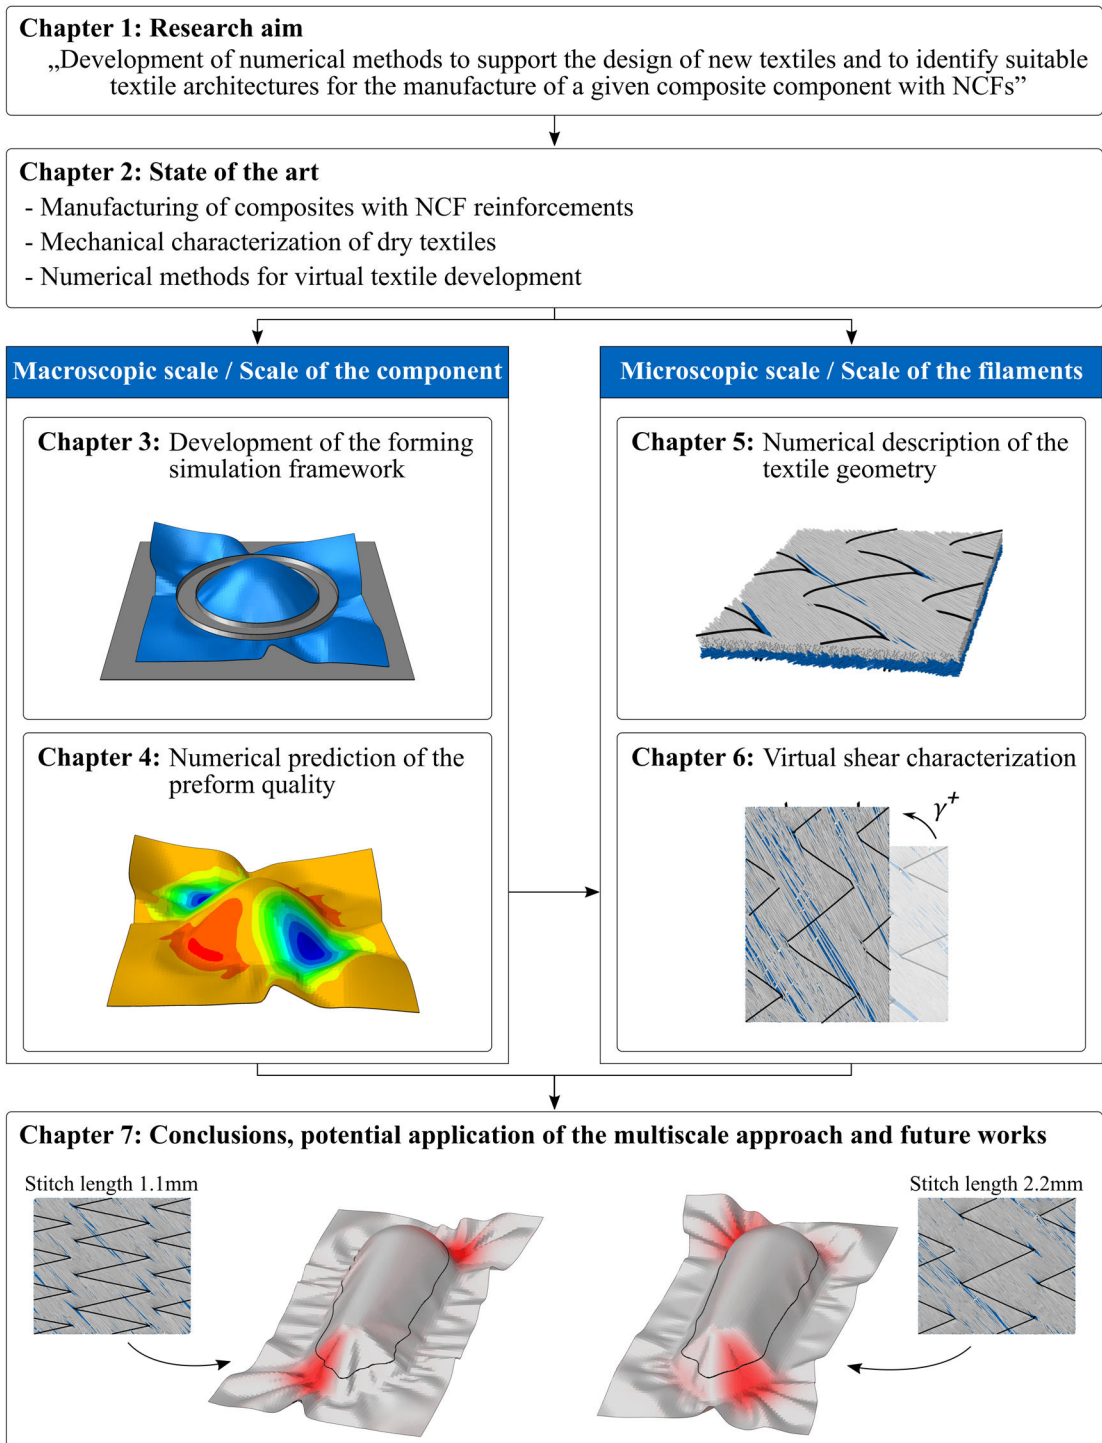 Chapter 1: Research aim
„Development of numerical methods to support the design of new textiles and to identify suitable
textile architectures for the manufacture of a given composite component with NCFs”
Chapter 2: State of the art
- Manufacturing of composites with NCF reinforcements
- Mechanical characterization of dry textiles
- Numerical methods for virtual textile development
Macroscopic scale / Scale of the component
Chapter 3: Development of the forming
simulation framework
Chapter 4: Numerical prediction of the
preform quality
Microscopic scale / Scale of the filaments
Chapter 5: Numerical description of the
textile geometry
Chapter 6: Virtual shear characterization
γ⁺
Chapter 7: Conclusions, potential application of the multiscale approach and future works
Stitch length 1.1mm
Stitch length 2.2mm